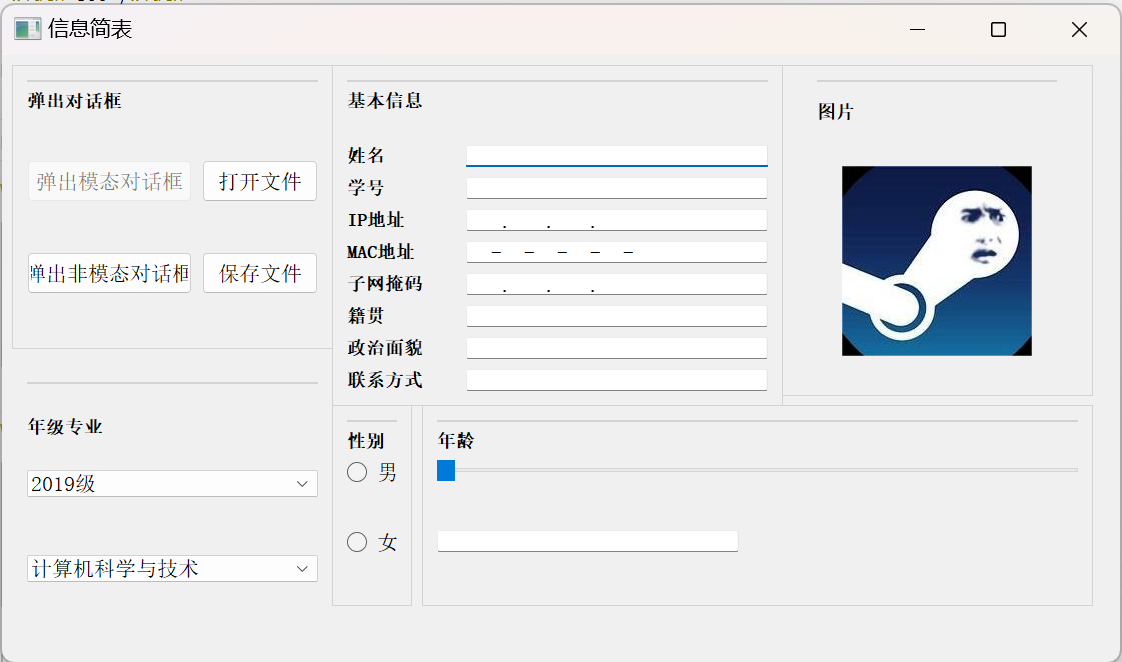 信息简表
弹出对话框
弹出模态对话框
打开文件
弹出非模态对话框
保存文件
年级专业
2019级
计算机科学与技术
基本信息
姓名
学号
IP地址 . . .
MAC地址 – – – – –
子网掩码 . . .
籍贯
政治面貌
联系方式
图片
性别
男
女
年龄